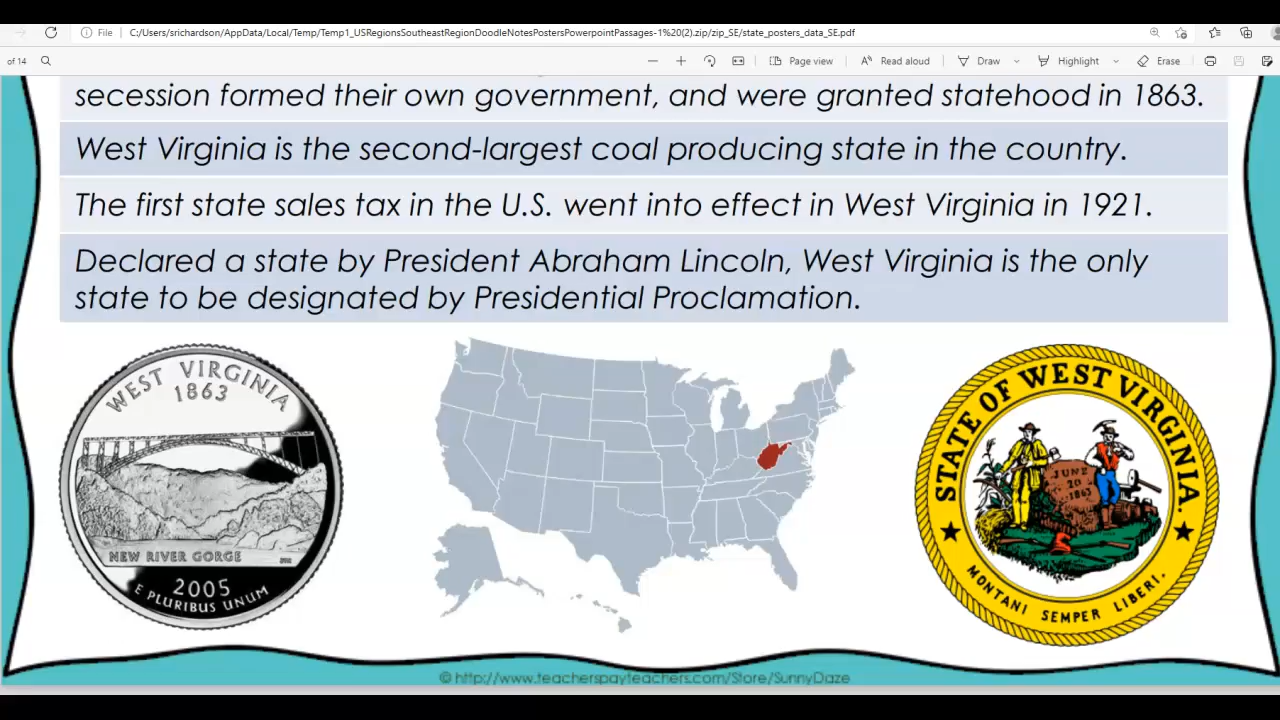 File
C:/Users/srichardson/AppData/Local/Temp/Temp1_USRegionsSoutheastRegionDoodleNotesPostersPowerpointPassages-1%20(2).zip/zip_SE/state_posters_data_SE.pdf
of 14
Page view
Read aloud
Draw
Highlight
Erase
secession formed their own government, and were granted statehood in 1863.
West Virginia is the second-largest coal producing state in the country.
The first state sales tax in the U.S. went into effect in West Virginia in 1921.
Declared a state by President Abraham Lincoln, West Virginia is the only
state to be designated by Presidential Proclamation.
WEST VIRGINIA
1863
NEW RIVER GORGE
2005
E PLURIBUS UNUM
STATE OF WEST VIRGINIA.
JUNE
20
1863
MONTANI SEMPER LIBERI.
© http://www.teacherspayteachers.com/Store/SunnyDaze